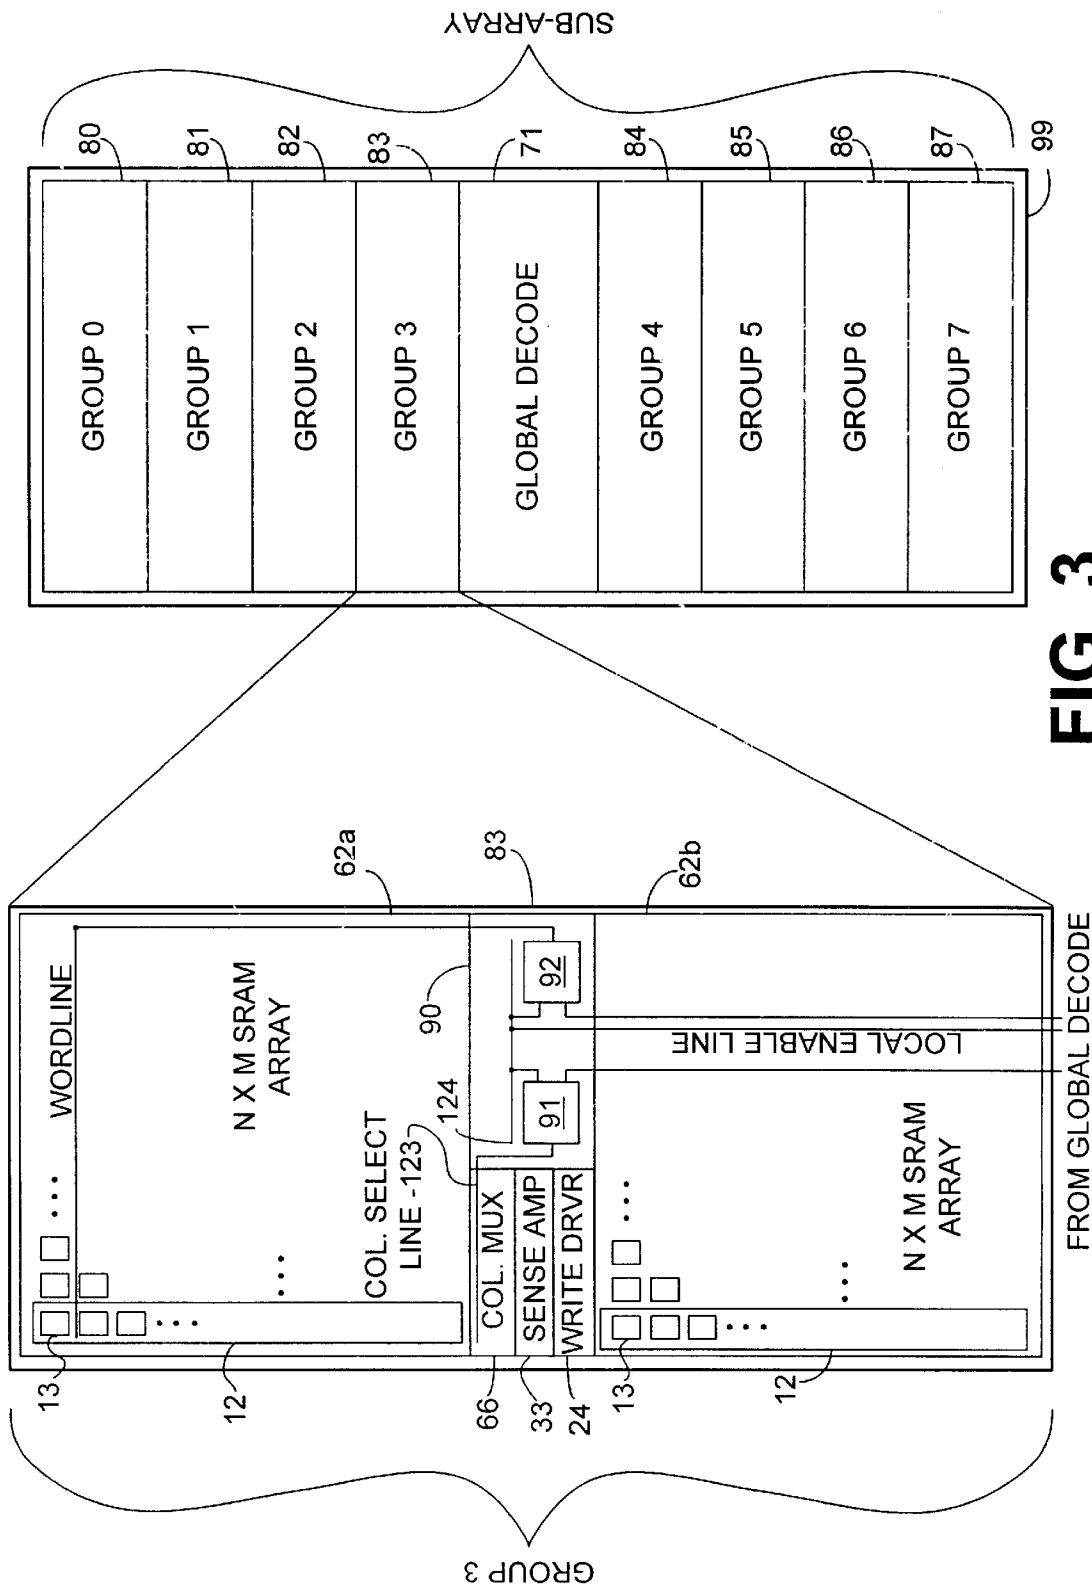 SUB-ARRAY
GROUP 0
80
GROUP 1
81
GROUP 2
82
GROUP 3
83
GLOBAL DECODE
71
GROUP 4
84
GROUP 5
85
GROUP 6
86
GROUP 7
87
99
GROUP 3
WORDLINE
N X M SRAM
ARRAY
COL. SELECT
LINE -123
62a
13
12
83
90
124
COL. MUX
66
SENSE AMP
33
WRITE DRVR
24
91
92
LOCAL ENABLE LINE
62b
N X M SRAM
ARRAY
13
12
FROM GLOBAL DECODE
FIG 3